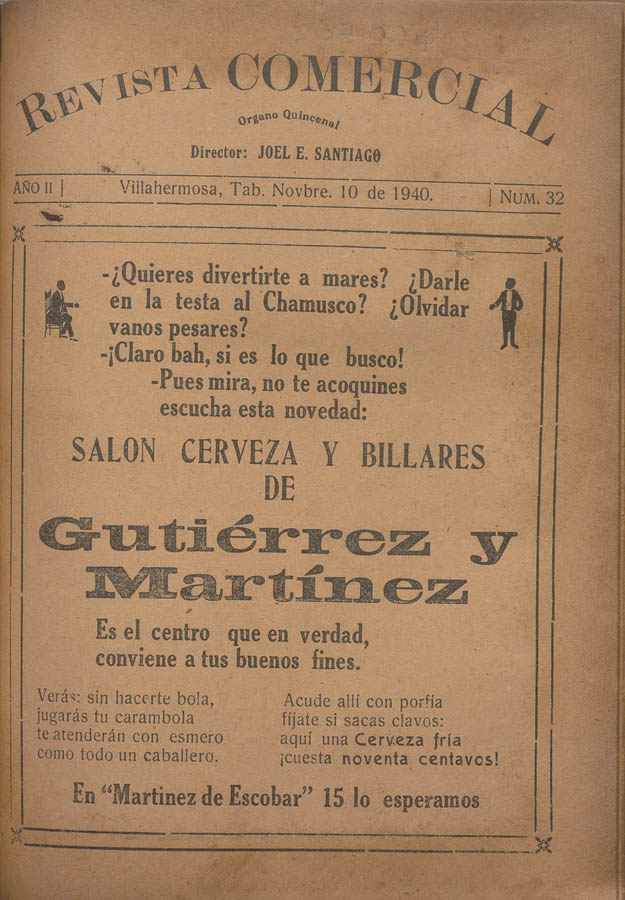 REVISTA COMERCIAL
Organo Quincenal
Director: JOEL E. SANTIAGO
AÑO II | Villahermosa, Tab. Novbre. 10 de 1940. | NUM. 32
-¿Quieres divertirte a mares? ¿Darle
en la testa al Chamusco? ¿Olvidar
vanos pesares?
-¡Claro bah, si es lo que busco!
-Pues mira, no te acoquines
escucha esta novedad:
SALON CERVEZA Y BILLARES
DE
Gutiérrez y
Martínez
Es el centro que en verdad,
conviene a tus buenos fines.
Verás: sin hacerte bola,
jugarás tu carambola
te atenderán con esmero
como todo un caballero.
Acude allí con porfía
fíjate si sacas clavos:
aquí una Cerveza fría
¡cuesta noventa centavos!
En "Martinez de Escobar" 15 lo esperamos